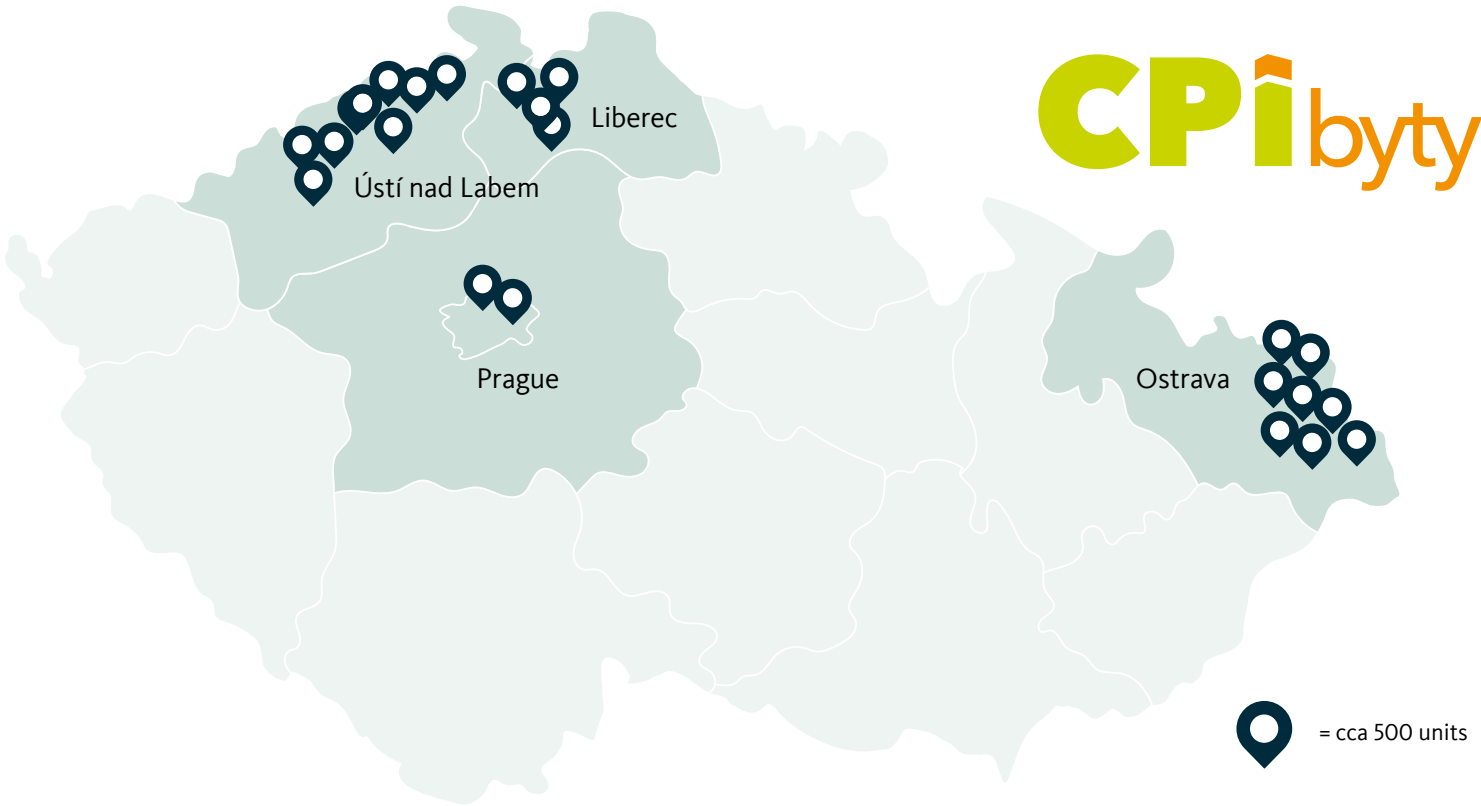 CPI byty
Liberec
Ústí nad Labem
Prague
Ostrava
= cca 500 units